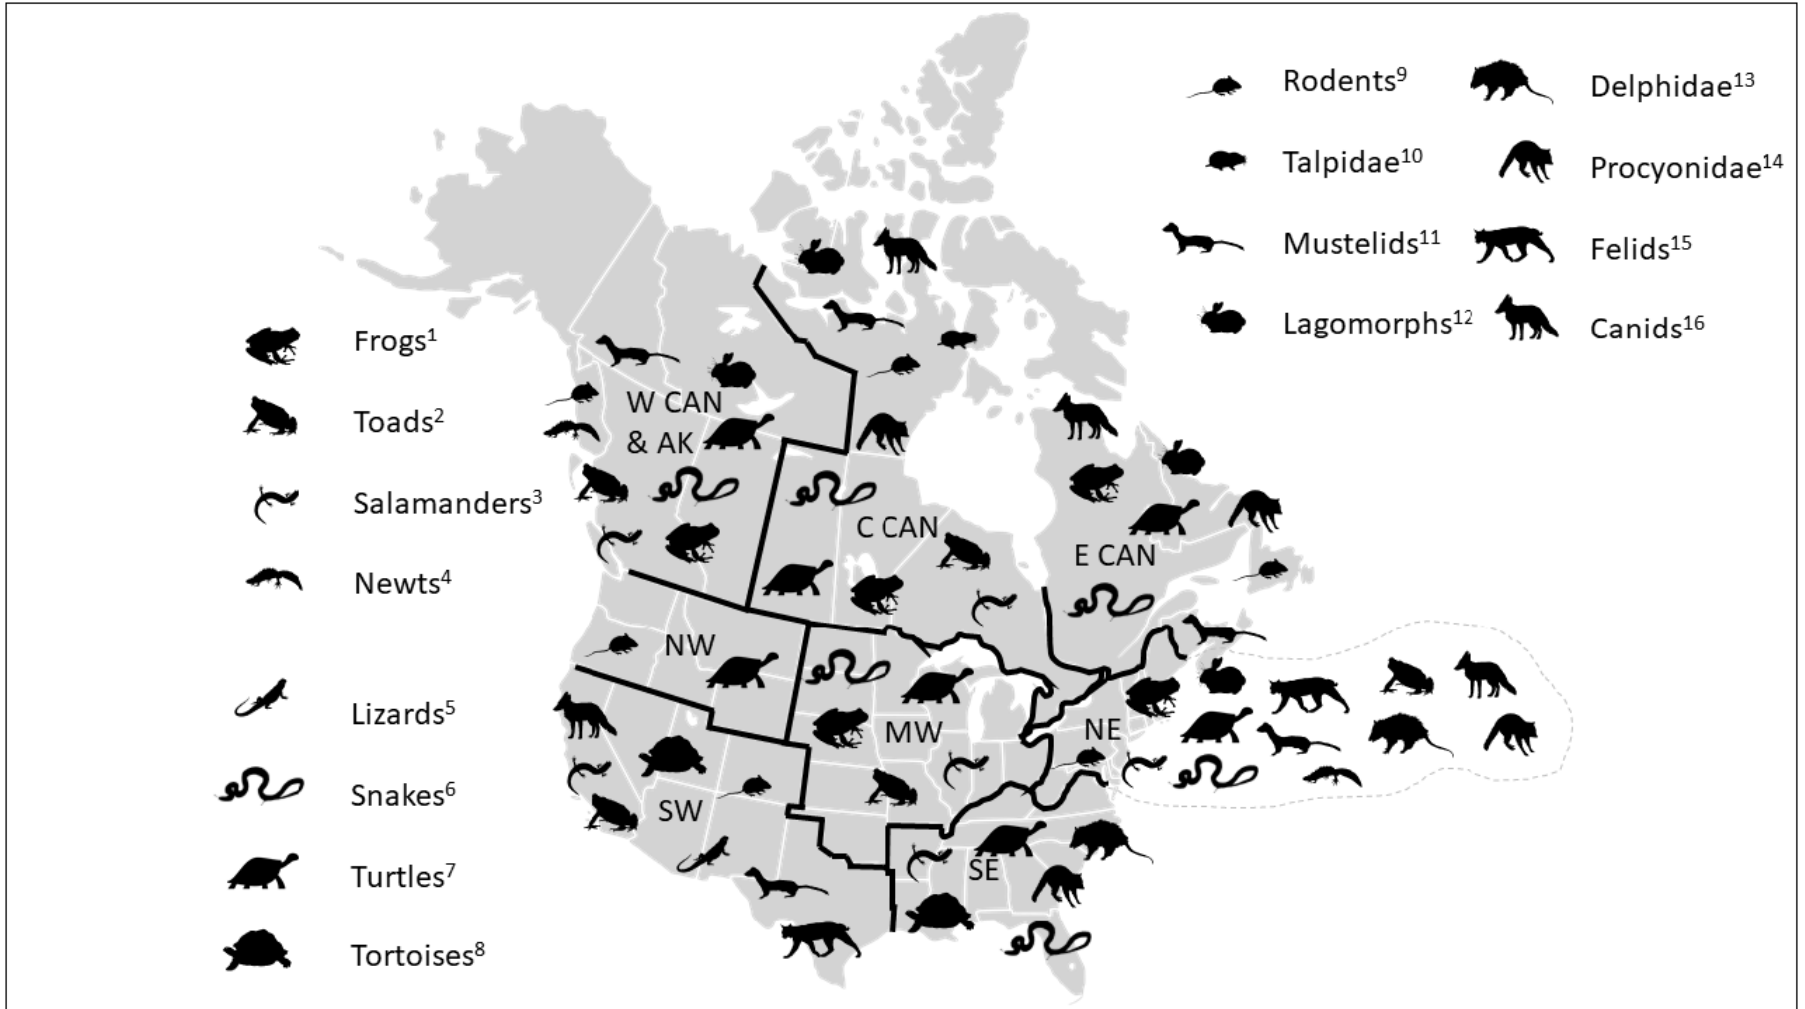 Frogs¹
Toads²
Salamanders³
Newts⁴
Lizards⁵
Snakes⁶
Turtles⁷
Tortoises⁸
Rodents⁹
Talpidae¹⁰
Mustelids¹¹
Lagomorphs¹²
Delphidae¹³
Procyonidae¹⁴
Felids¹⁵
Canids¹⁶
W CAN
& AK
C CAN
E CAN
NW
MW
NE
SW
SE